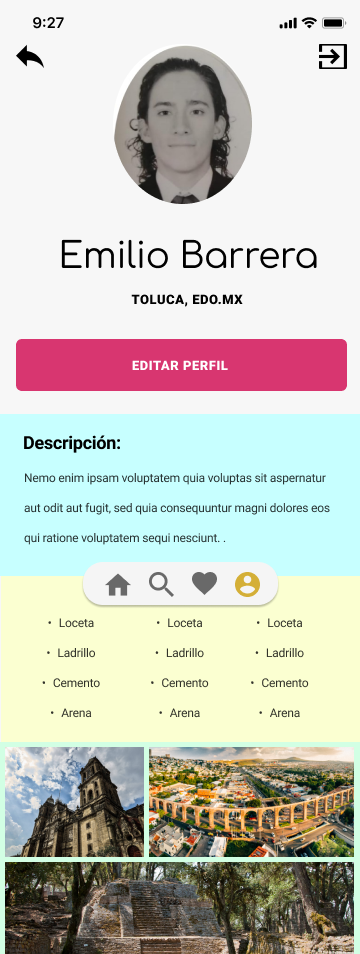 9:27
Emilio Barrera
TOLUCA, EDO.MX
EDITAR PERFIL
Descripción:
Nemo enim ipsam voluptatem quia voluptas sit aspernatur
aut odit aut fugit, sed quia consequuntur magni dolores eos
qui ratione voluptatem sequi nesciunt. .
• Loceta • Loceta • Loceta
• Ladrillo • Ladrillo • Ladrillo
• Cemento • Cemento • Cemento
• Arena • Arena • Arena